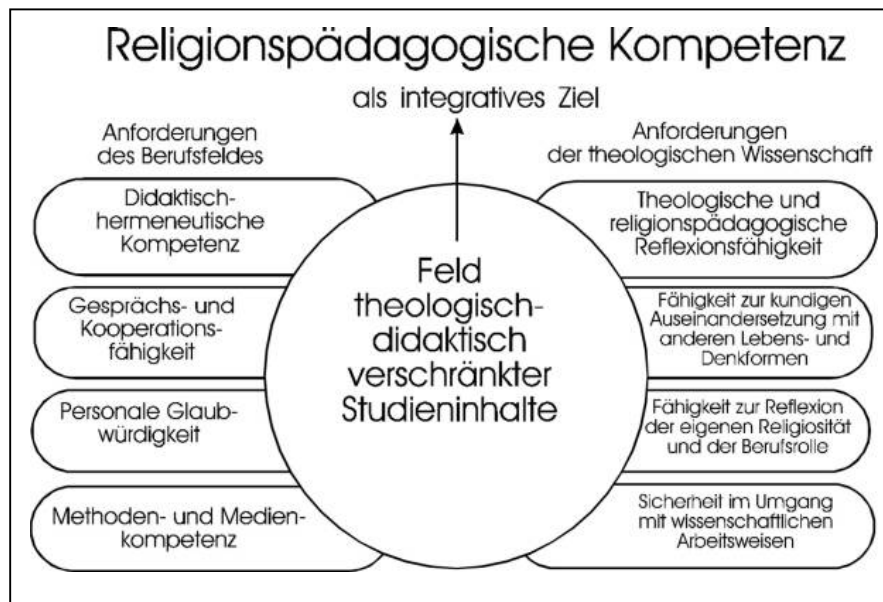 Religionspädagogische Kompetenz
als integratives Ziel
Anforderungen
des Berufsfeldes
Didaktisch-
hermeneutische
Kompetenz
Gesprächs- und
Kooperations-
fähigkeit
Personale Glaub-
würdigkeit
Methoden- und Medien-
kompetenz
Feld
theologisch-
didaktisch
verschränkter
Studieninhalte
Anforderungen
der theologischen Wissenschaft
Theologische und
religionspädagogische
Reflexionsfähigkeit
Fähigkeit zur kundigen
Auseinandersetzung mit
anderen Lebens- und
Denkformen
Fähigkeit zur Reflexion
der eigenen Religiosität
und der Berufsrolle
Sicherheit im Umgang
mit wissenschaftlichen
Arbeitsweisen